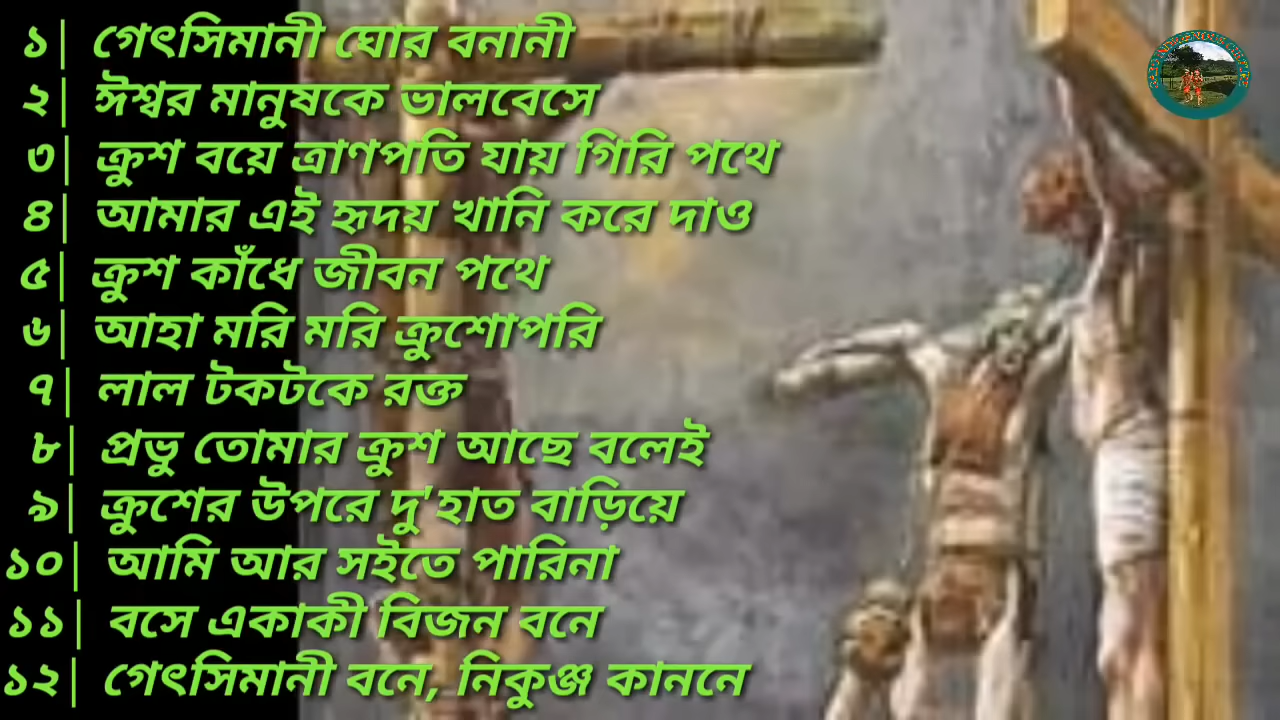 ১| গেৎসিমানী ঘোর বনানী
২| ঈশ্বর মানুষকে ভালবেসে
৩| ক্রুশ বয়ে ত্রাণপতি যায় গিরি পথে
৪| আমার এই হৃদয় খানি করে দাও
৫| ক্রুশ কাঁধে জীবন পথে
৬| আহা মরি মরি ক্রুশোপরি
৭| লাল টকটকে রক্ত
৮| প্রভু তোমার ক্রুশ আছে বলেই
৯| ক্রুশের উপরে দু'হাত বাড়িয়ে
১০| আমি আর সইতে পারিনা
১১| বসে একাকী বিজন বনে
১২| গেৎসিমানী বনে, নিকুঞ্জ কাননে